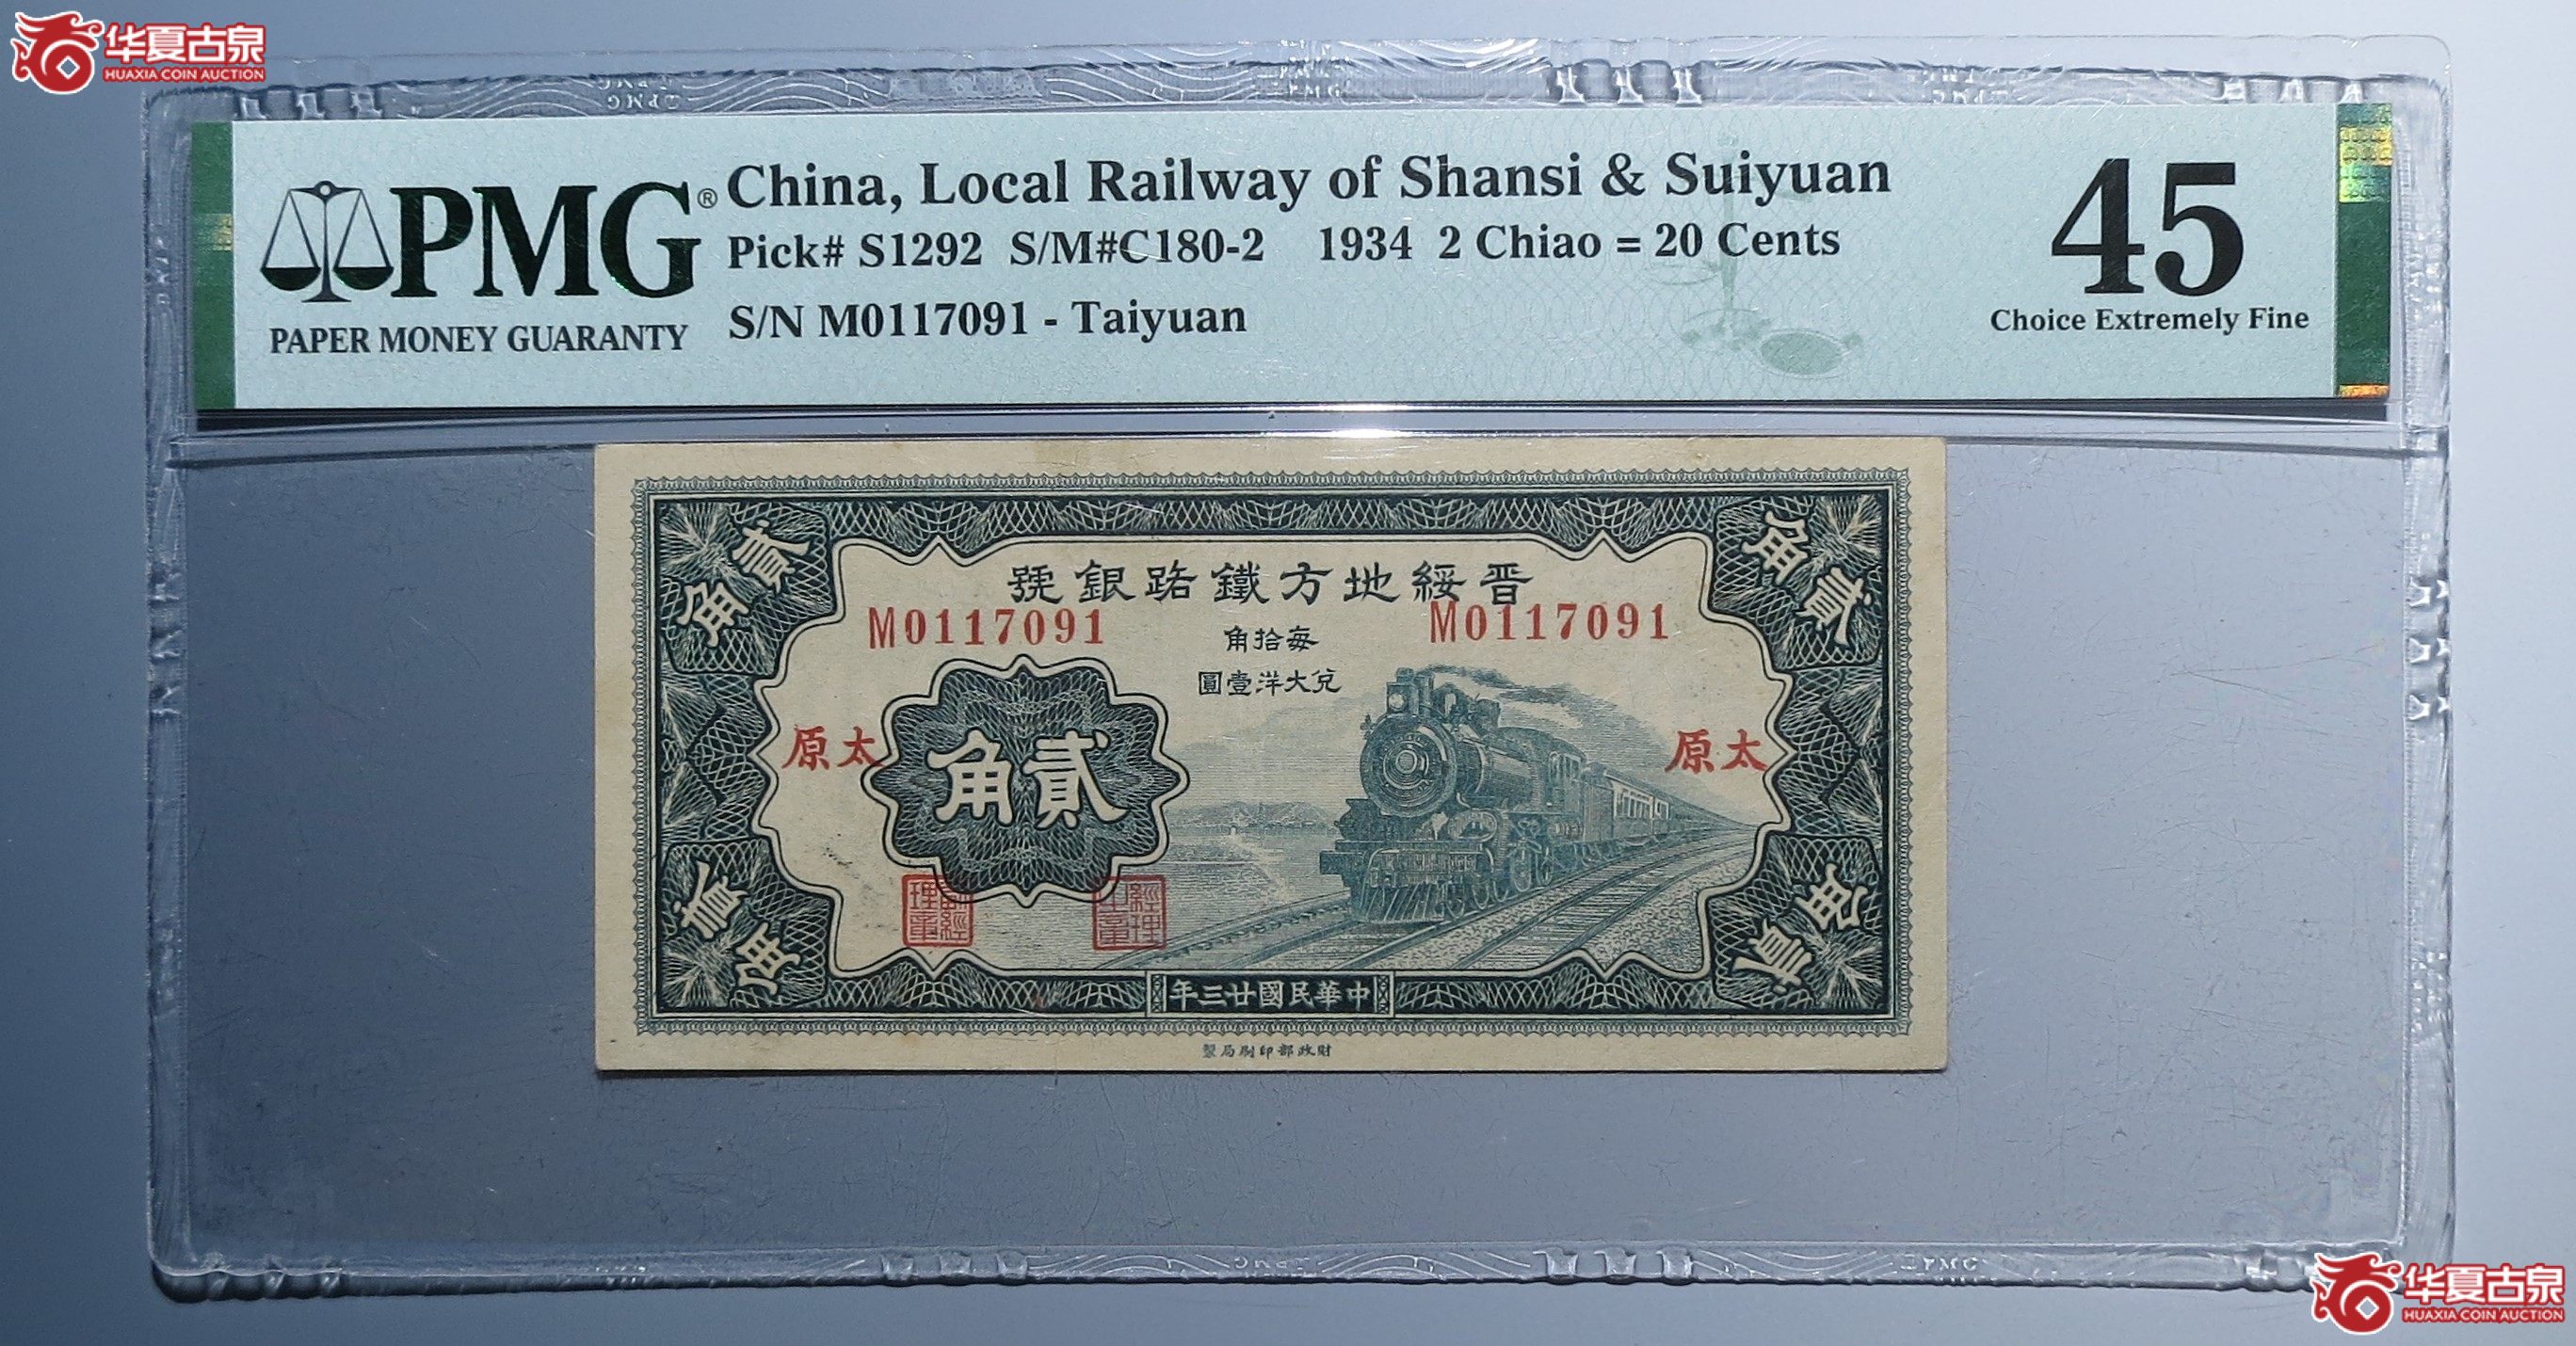 华夏古泉
HUAXIA COIN AUCTION
PMG® China, Local Railway of Shansi & Suiyuan
Pick# S1292 S/M#C180-2 1934 2 Chiao = 20 Cents
S/N M0117091 - Taiyuan
PAPER MONEY GUARANTY
45
Choice Extremely Fine
貳角
角貳
晋綏地方鐵路銀號
M0117091
M0117091
每拾角
兌大洋壹圓
太原
貳角
太原
貳角
角貳
中華民國廿三年
財政部印刷局製
PMG
华夏古泉
HUAXIA COIN AUCTION